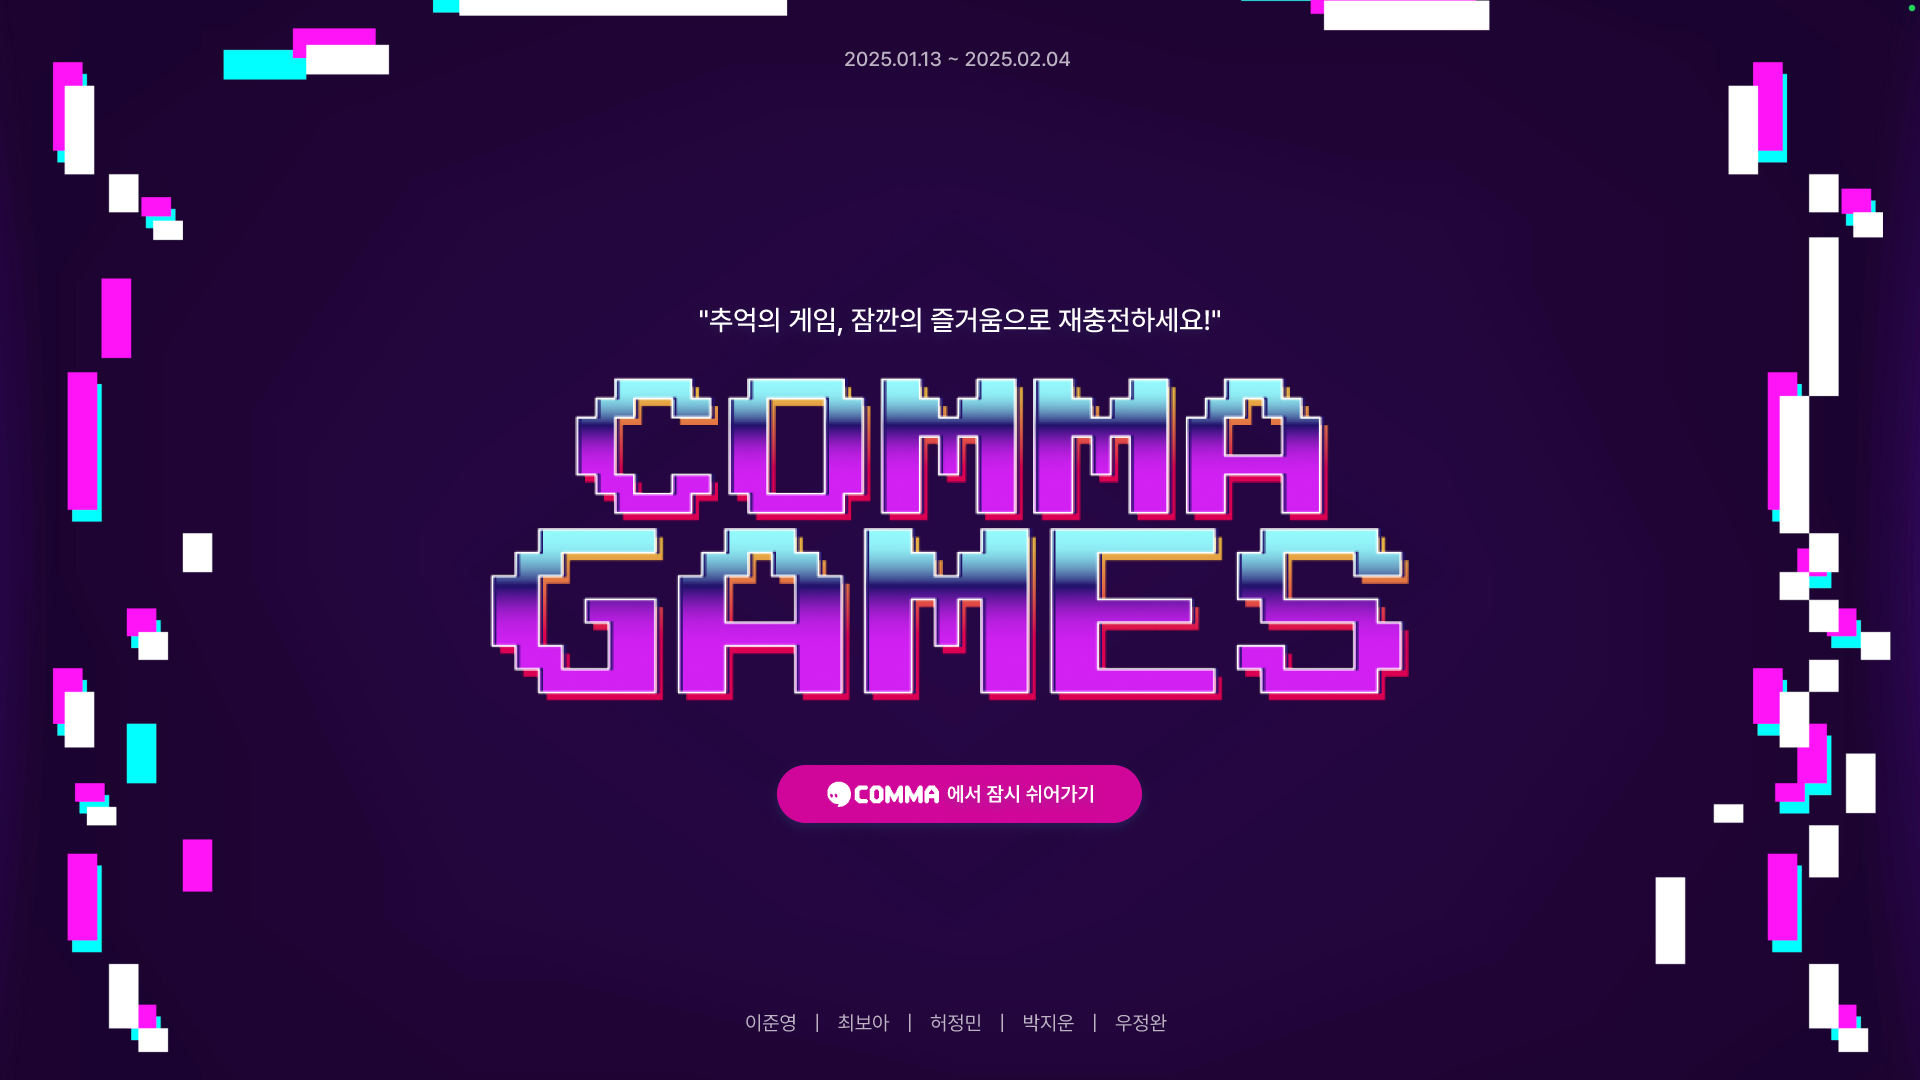 2025.01.13 ~ 2025.02.04
"추억의 게임, 잠깐의 즐거움으로 재충전하세요!"
COMMA
GAMES
COMMA 에서 잠시 쉬어가기
이준영 | 최보아 | 허정민 | 박지운 | 우정완